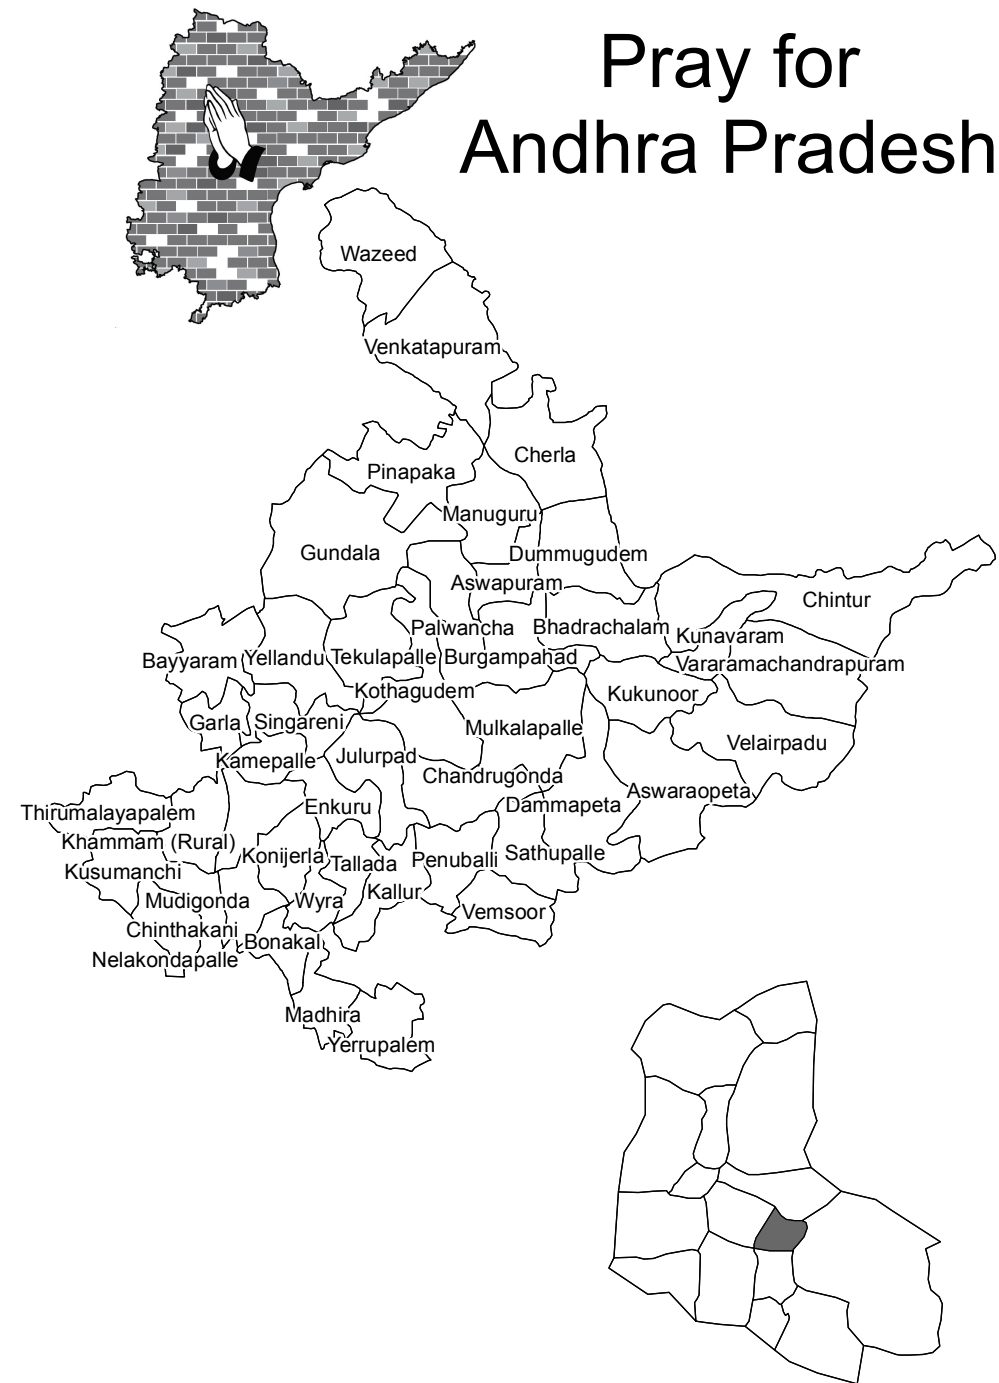 Pray for
Andhra Pradesh
Wazeed
Venkatapuram
Cherla
Pinapaka
Manuguru
Gundala
Dummugudem
Aswapuram
Chintur
Palwancha
Bhadrachalam
Kunavaram
Bayyaram
Yellandu
Tekulapalle
Burgampahad
Vararamachandrapuram
Kothagudem
Kukunoor
Garla
Singareni
Mulkalapalle
Velairpadu
Kamepalle
Julurpad
Chandrugonda
Aswaraopeta
Thirumalayapalem
Enkuru
Dammapeta
Khammam (Rural)
Konijerla
Tallada
Penuballi
Sathupalle
Kusumanchi
Kallur
Mudigonda
Wyra
Vemsoor
Chinthakani
Bonakal
Nelakondapalle
Madhira
Yerrupalem